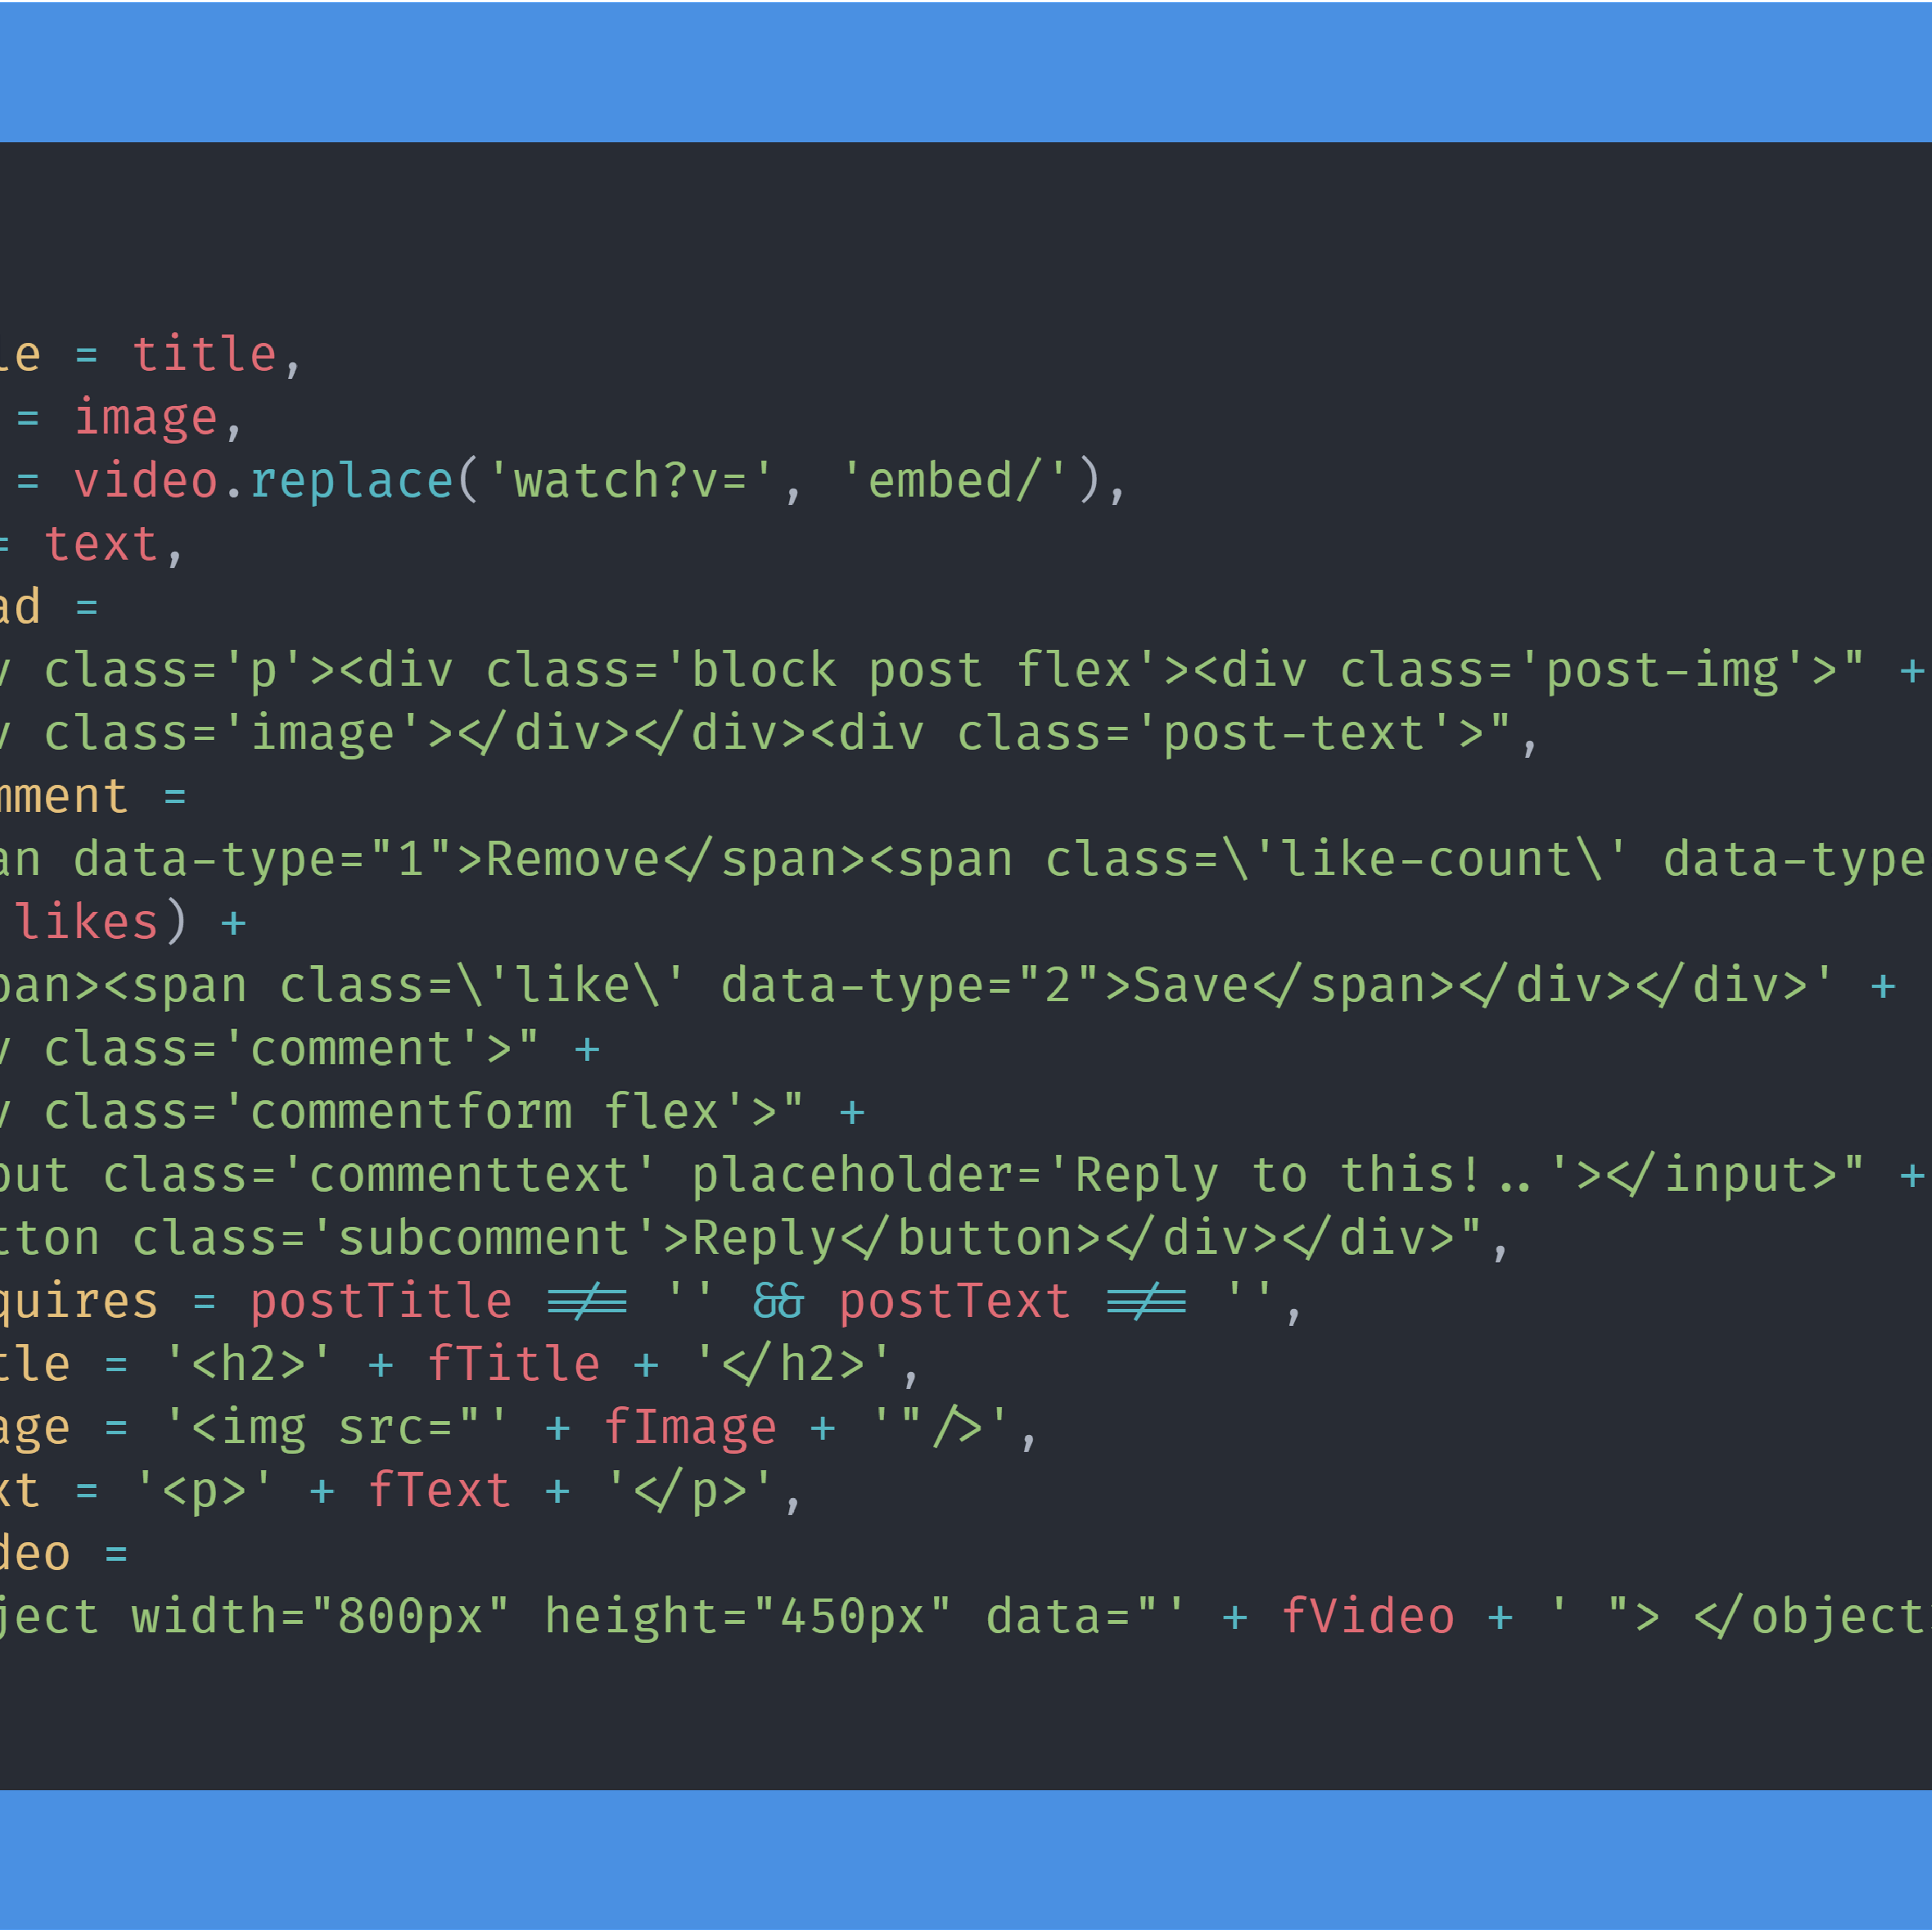 le = title,
= image,
= video.replace('watch?v=', 'embed/'),
= text,
ad =
v class='p'><div class='block post flex'><div class='post-img'>" +
v class='image'></div></div><div class='post-text'>",
mment =
an data-type="1">Remove</span><span class=\'like-count\' data-type
likes) +
pan><span class=\'like\' data-type="2">Save</span></div></div>' +
v class='comment'>" +
v class='commentform flex'>" +
put class='commenttext' placeholder='Reply to this!..'></input>" +
tton class='subcomment'>Reply</button></div></div>",
quires = postTitle !== '' && postText !== '',
tle = '<h2>' + fTitle + '</h2>',
age = '<img src="' + fImage + '"/>',
xt = '<p>' + fText + '</p>',
deo =
ject width="800px" height="450px" data="' + fVideo + ' "> </object>